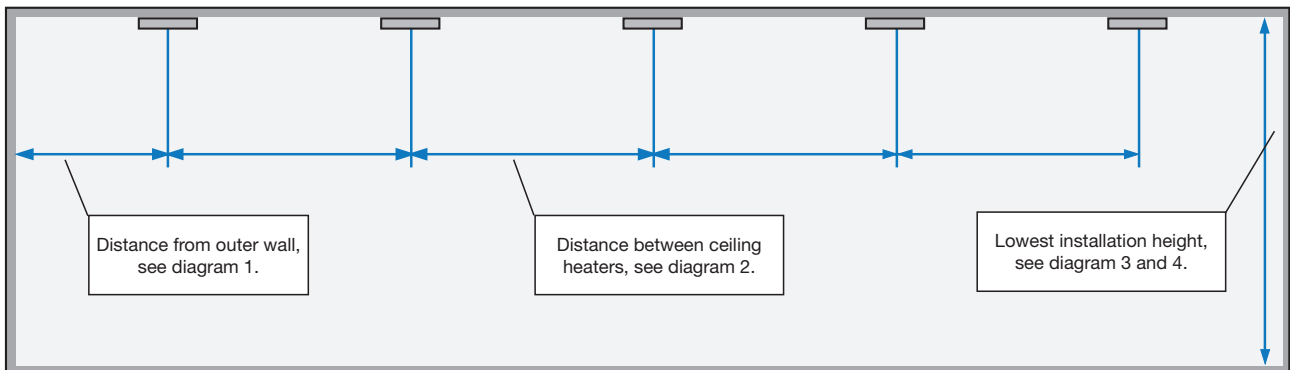 Distance from outer wall,
see diagram 1.
Distance between ceiling
heaters, see diagram 2.
Lowest installation height,
see diagram 3 and 4.